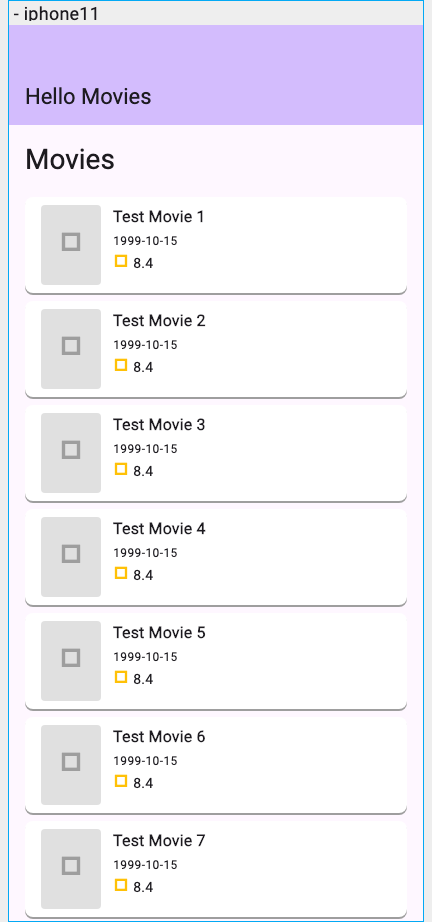 - iphone11
Hello Movies
Movies
Test Movie 1
1999-10-15
8.4
Test Movie 2
1999-10-15
8.4
Test Movie 3
1999-10-15
8.4
Test Movie 4
1999-10-15
8.4
Test Movie 5
1999-10-15
8.4
Test Movie 6
1999-10-15
8.4
Test Movie 7
1999-10-15
8.4